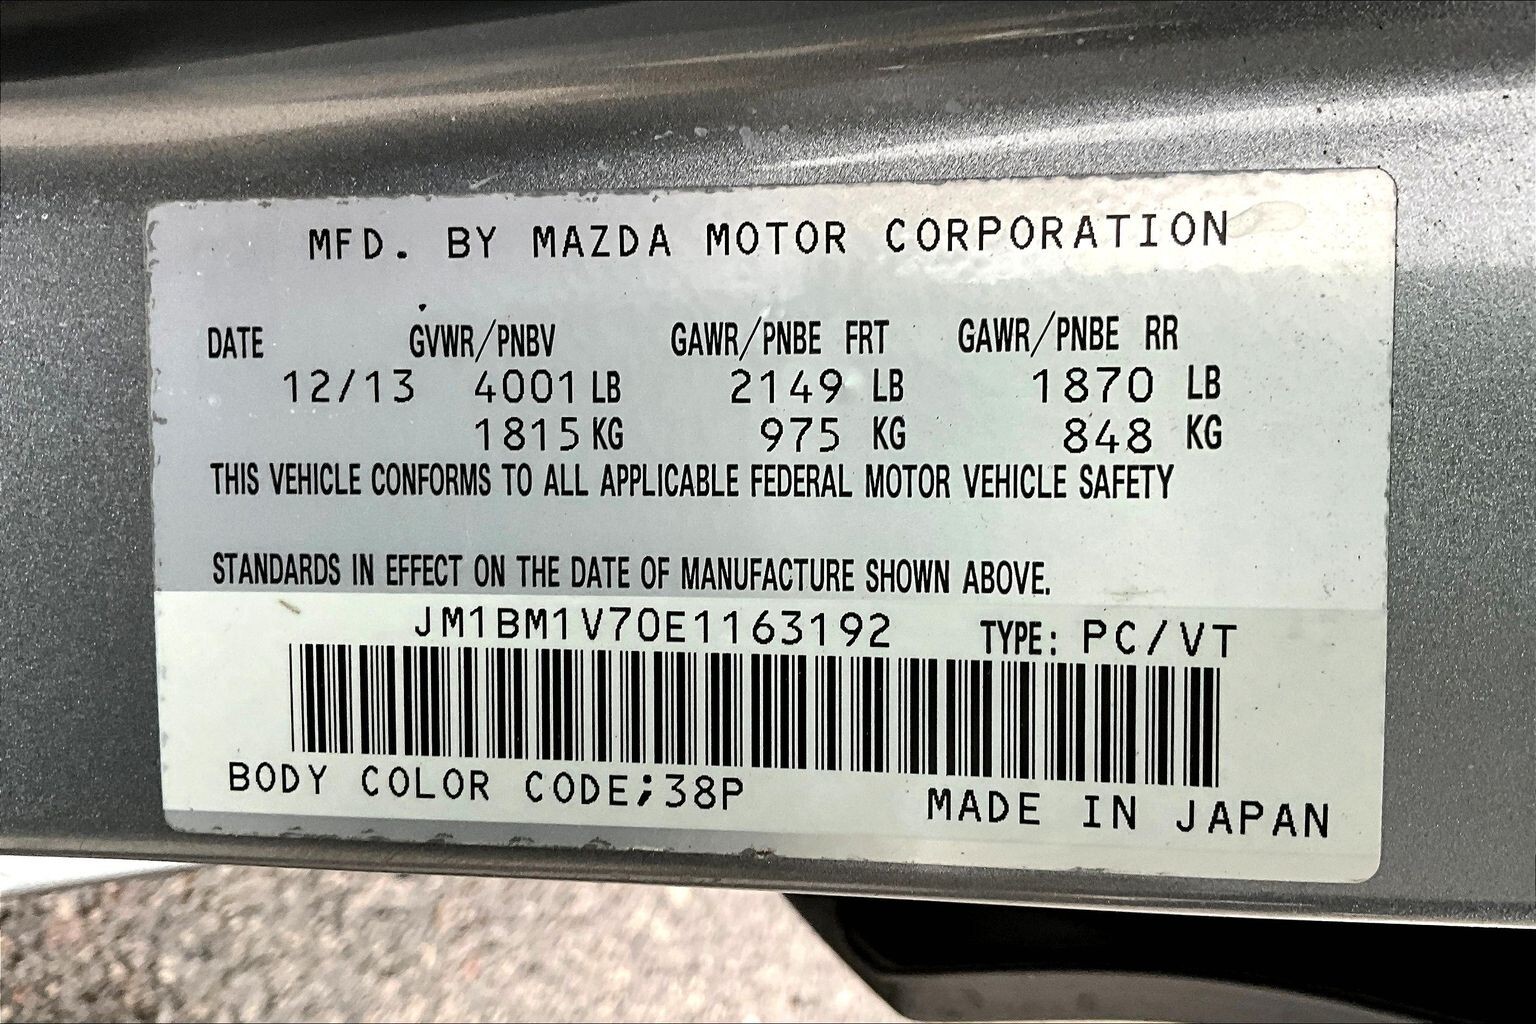 MFD. BY MAZDA MOTOR CORPORATION
DATE GVWR/PNBV GAWR/PNBE FRT GAWR/PNBE RR
12/13 4001 LB 2149 LB 1870 LB
1815 KG 975 KG 848 KG
THIS VEHICLE CONFORMS TO ALL APPLICABLE FEDERAL MOTOR VEHICLE SAFETY
STANDARDS IN EFFECT ON THE DATE OF MANUFACTURE SHOWN ABOVE.
JM1BM1V70E1163192 TYPE: PC/VT
BODY COLOR CODE;38P
MADE IN JAPAN